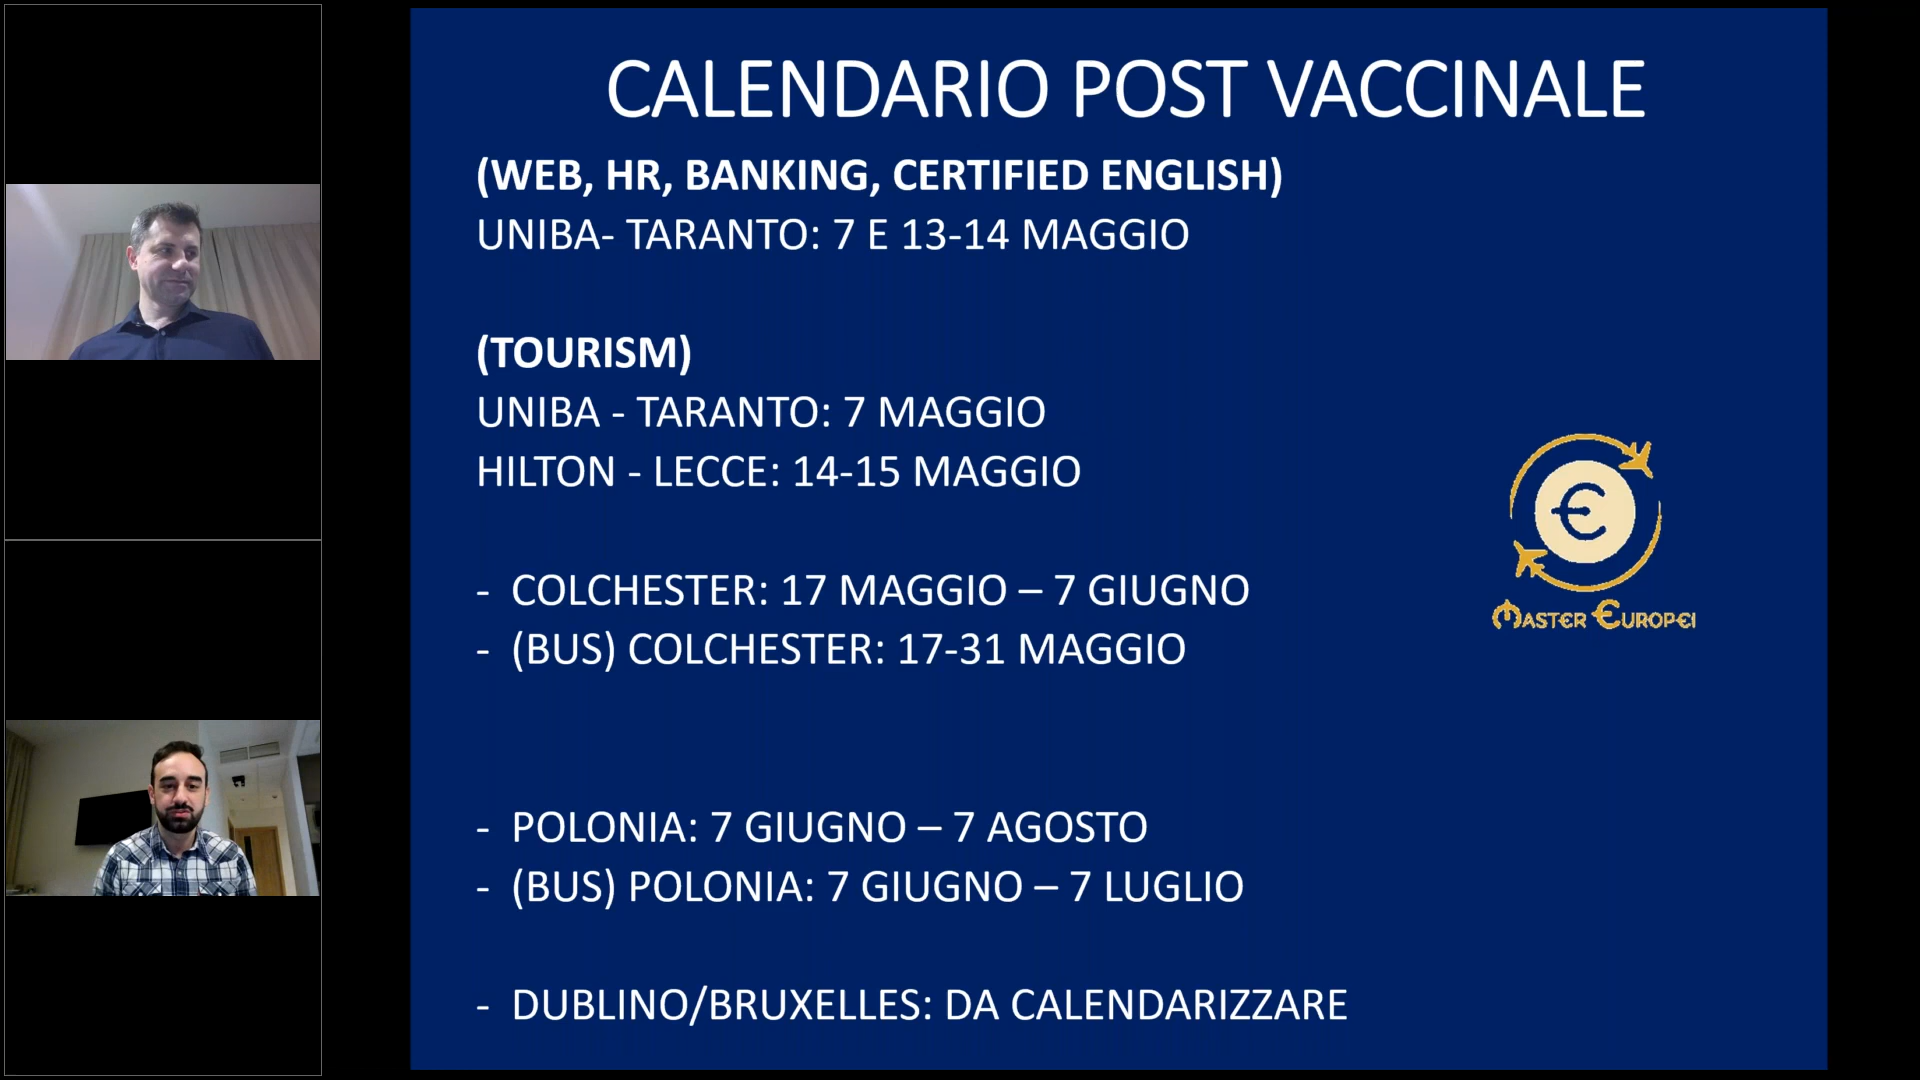 CALENDARIO POST VACCINALE
(WEB, HR, BANKING, CERTIFIED ENGLISH)
UNIBA- TARANTO: 7 E 13-14 MAGGIO
(TOURISM)
UNIBA - TARANTO: 7 MAGGIO
HILTON - LECCE: 14-15 MAGGIO
- COLCHESTER: 17 MAGGIO – 7 GIUGNO
- (BUS) COLCHESTER: 17-31 MAGGIO
- POLONIA: 7 GIUGNO – 7 AGOSTO
- (BUS) POLONIA: 7 GIUGNO – 7 LUGLIO
- DUBLINO/BRUXELLES: DA CALENDARIZZARE
€
MASTER EUROPEI